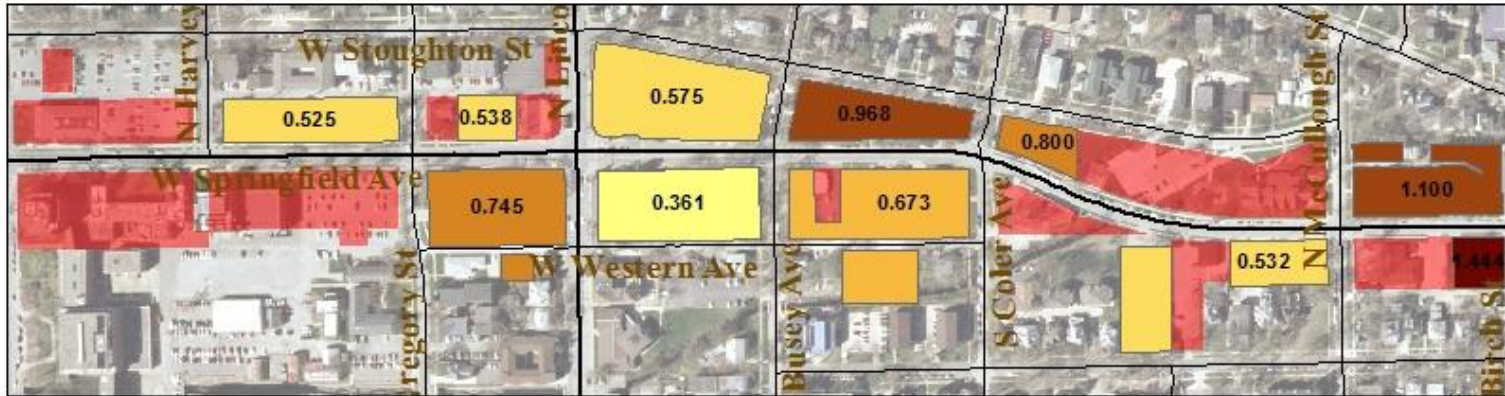 N Harvey
W Stoughton St
N Linco
N McCullough St
0.525
0.538
0.575
0.968
0.800
W Springfield Ave
0.745
0.361
0.673
S Coler Ave
1.100
W Western Ave
0.532
1.444
regory St
Busey Ave
Birch S